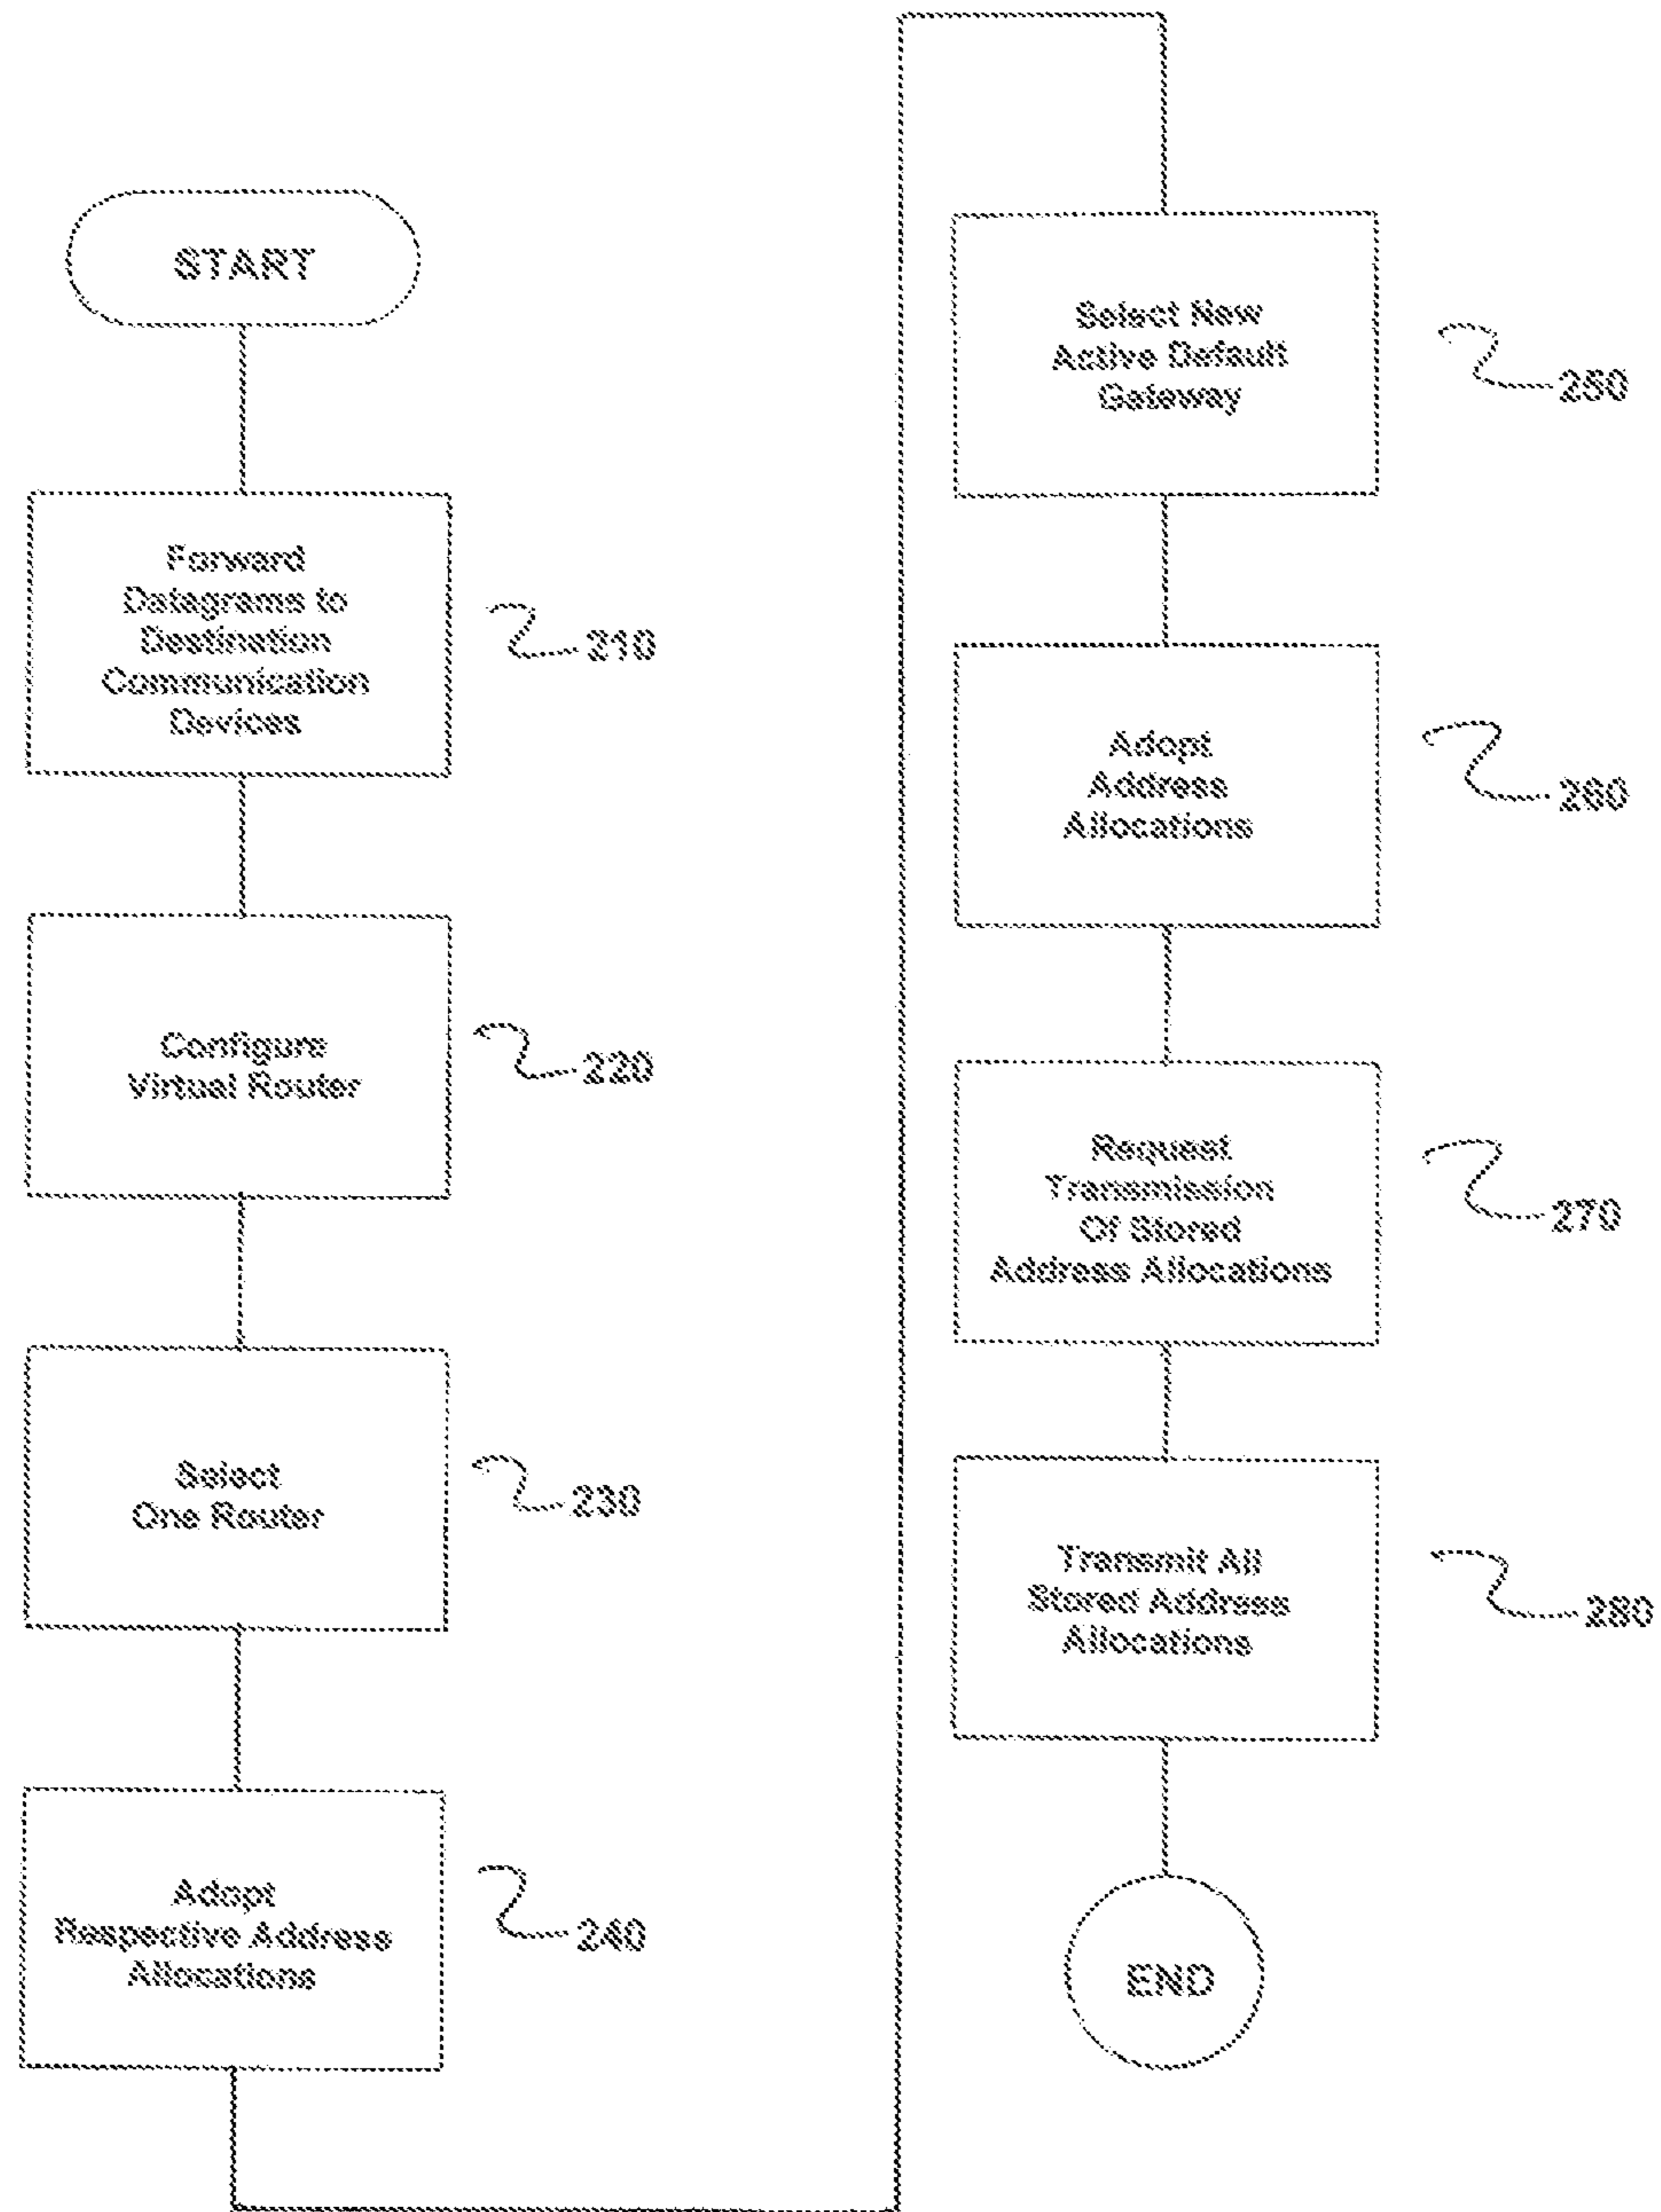 START
Forward
Datagrams to
Destination
Communication
Devices
210
Configure
Virtual Router
220
Select
One Router
230
Adopt
Respective Address
Allocations
240
Select New
Active Default
Gateway
250
Adopt
Address
Allocations
260
Request
Transmission
Of Stored
Address Allocations
270
Transmit All
Stored Address
Allocations
280
END